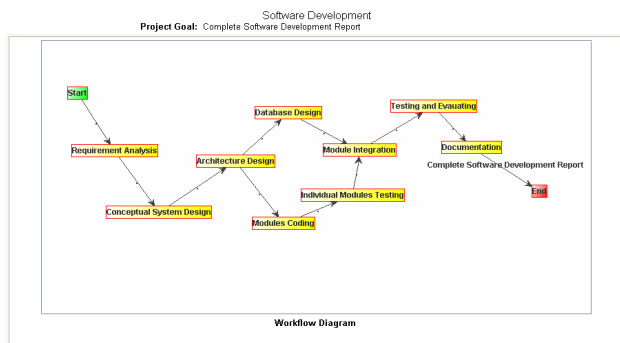 Software Development
Project Goal: Complete Software Development Report
Start
Database Design
Testing and Evauating
Requirement Analysis
Architecture Design
Module Integration
Documentation
Complete Software Development Report
Conceptual System Design
Individual Modules Testing
End
Modules Coding
Workflow Diagram